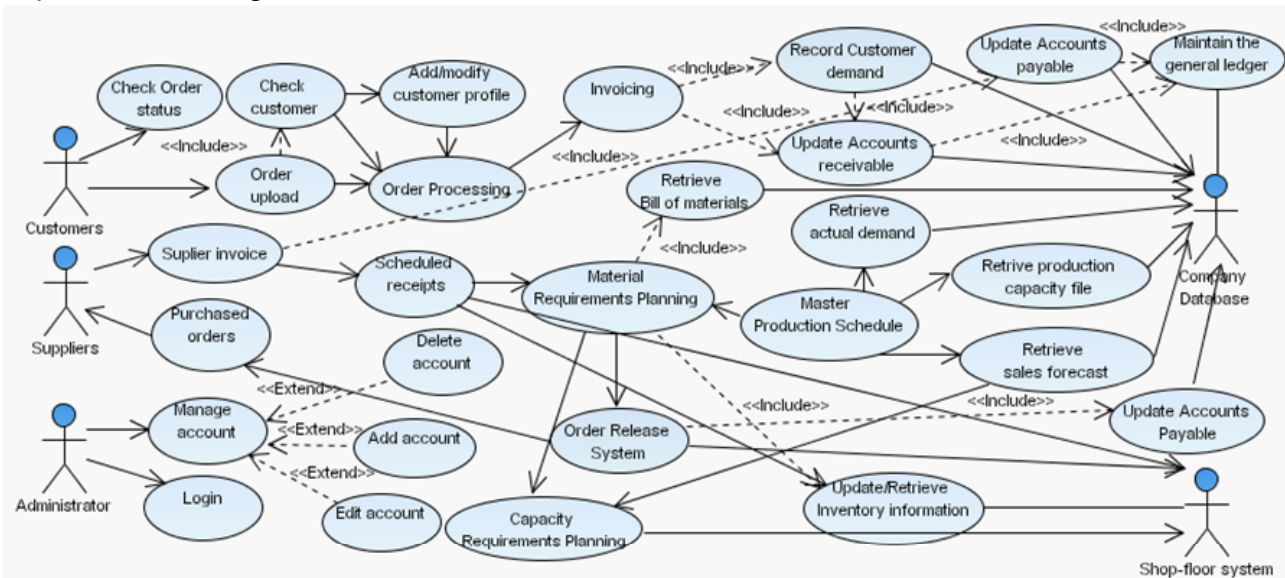 <<Include>>
Check Order
status
Check
customer
Add/modify
customer profile
Invoicing
<<Include>>
Record Customer
demand
Update Accounts
payable
Maintain the
general ledger
<<Include>>
<<Include>>
<<Include>>
Order
upload
Order Processing
<<Include>>
Update Accounts
receivable
<<Include>>
Customers
Retrieve
Bill of materials
Retrieve
actual demand
Suplier invoice
Scheduled
receipts
<<Include>>
Material
Requirements Planning
Master
Production Schedule
Retrive production
capacity file
Company
Database
Suppliers
Purchased
orders
Delete
account
Retrieve
sales forecast
<<Extend>>
Manage
account
<<Extend>>
Add account
<<Extend>>
Order Release
System
<<Include>>
<<Include>>
Update Accounts
Payable
Administrator
Login
Edit account
Capacity
Requirements Planning
Update/Retrieve
Inventory information
Shop-floor system